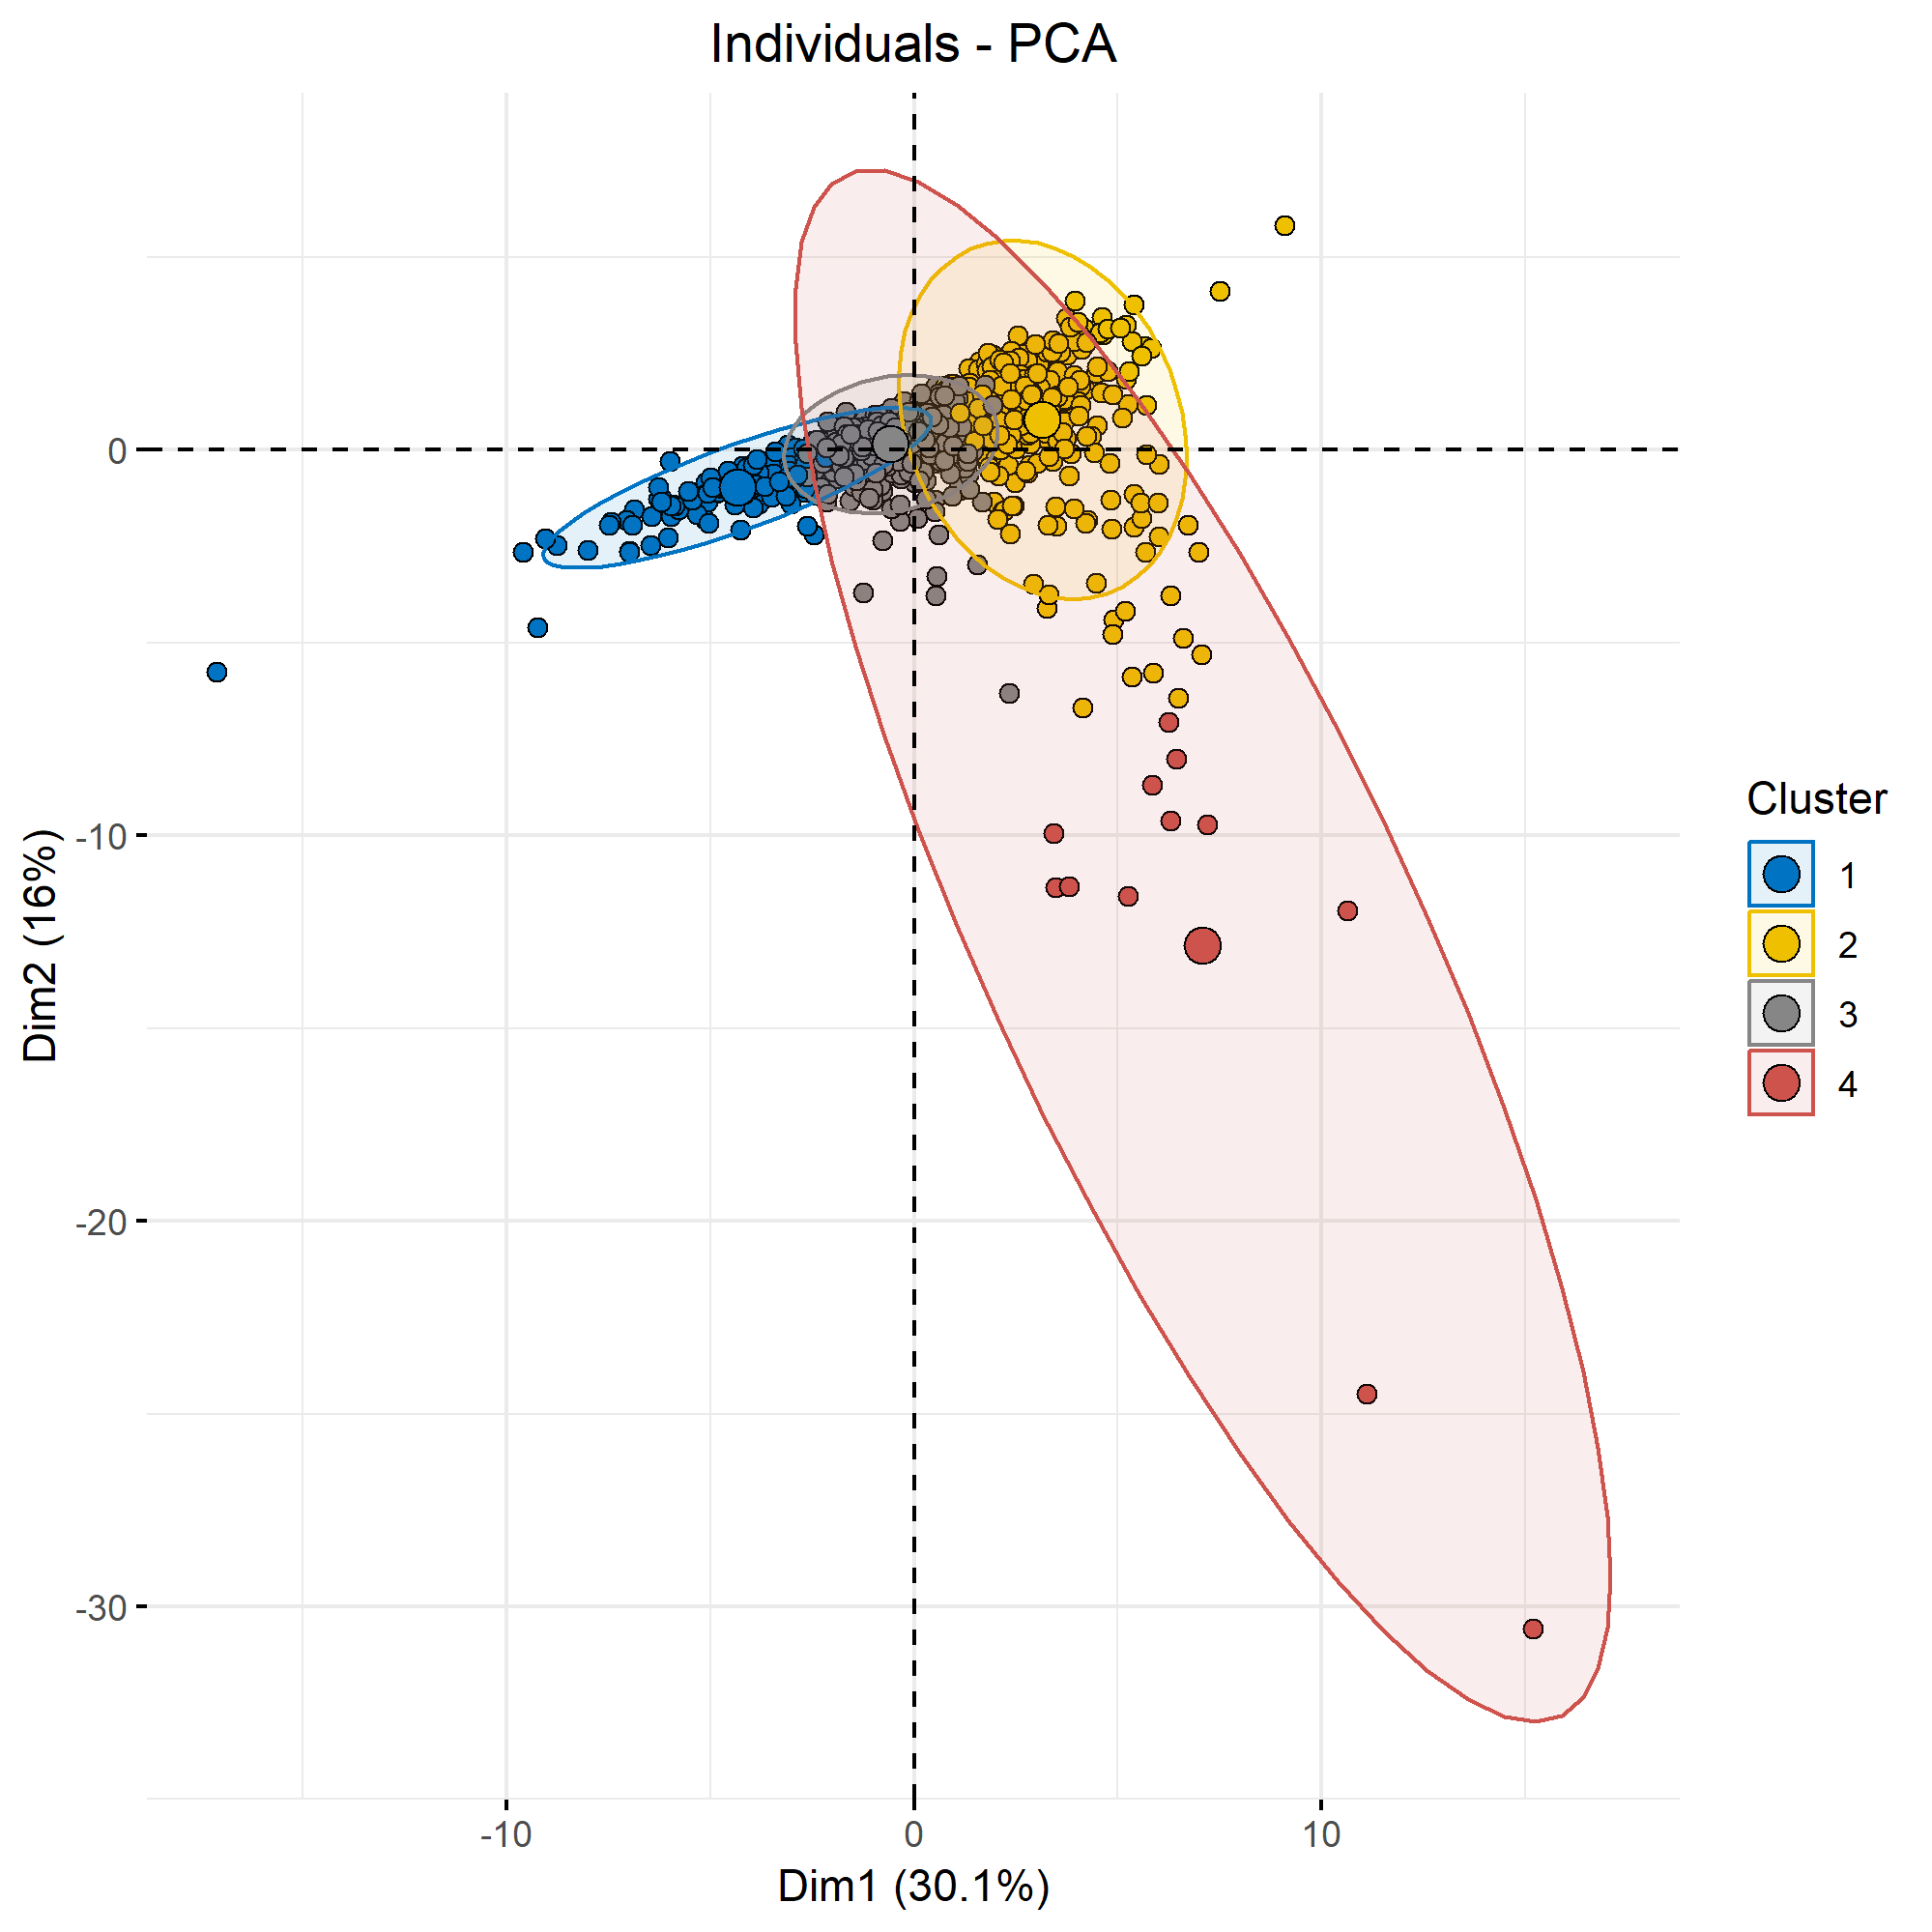 Individuals - PCA
0
-10
-20
-30
Dim2 (16%)
-10
0
10
Dim1 (30.1%)
Cluster
1
2
3
4